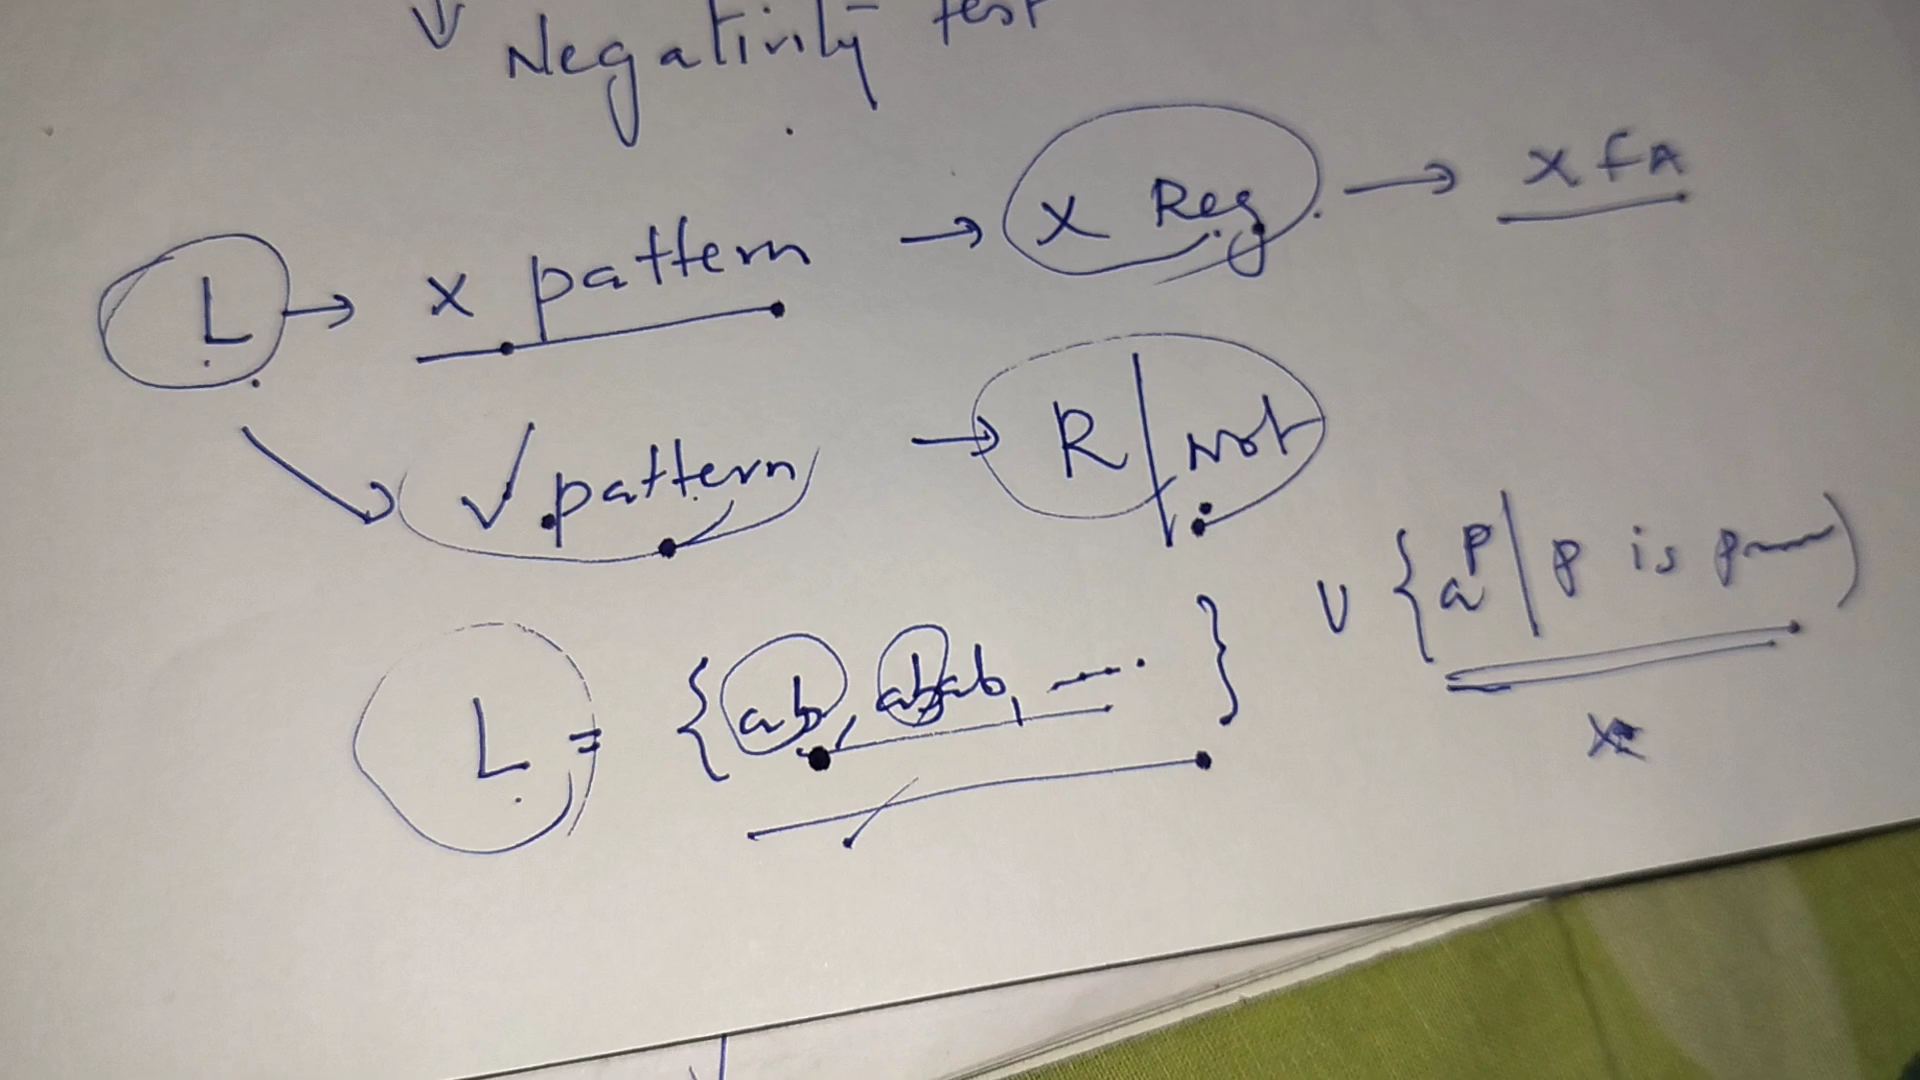 ↓ Negativity test
L → x pattern → x Reg. → x FA
↘ ✓ pattern → R | Not
L = {ab, abab, ....} ∪ {a^p | p is prime}
x